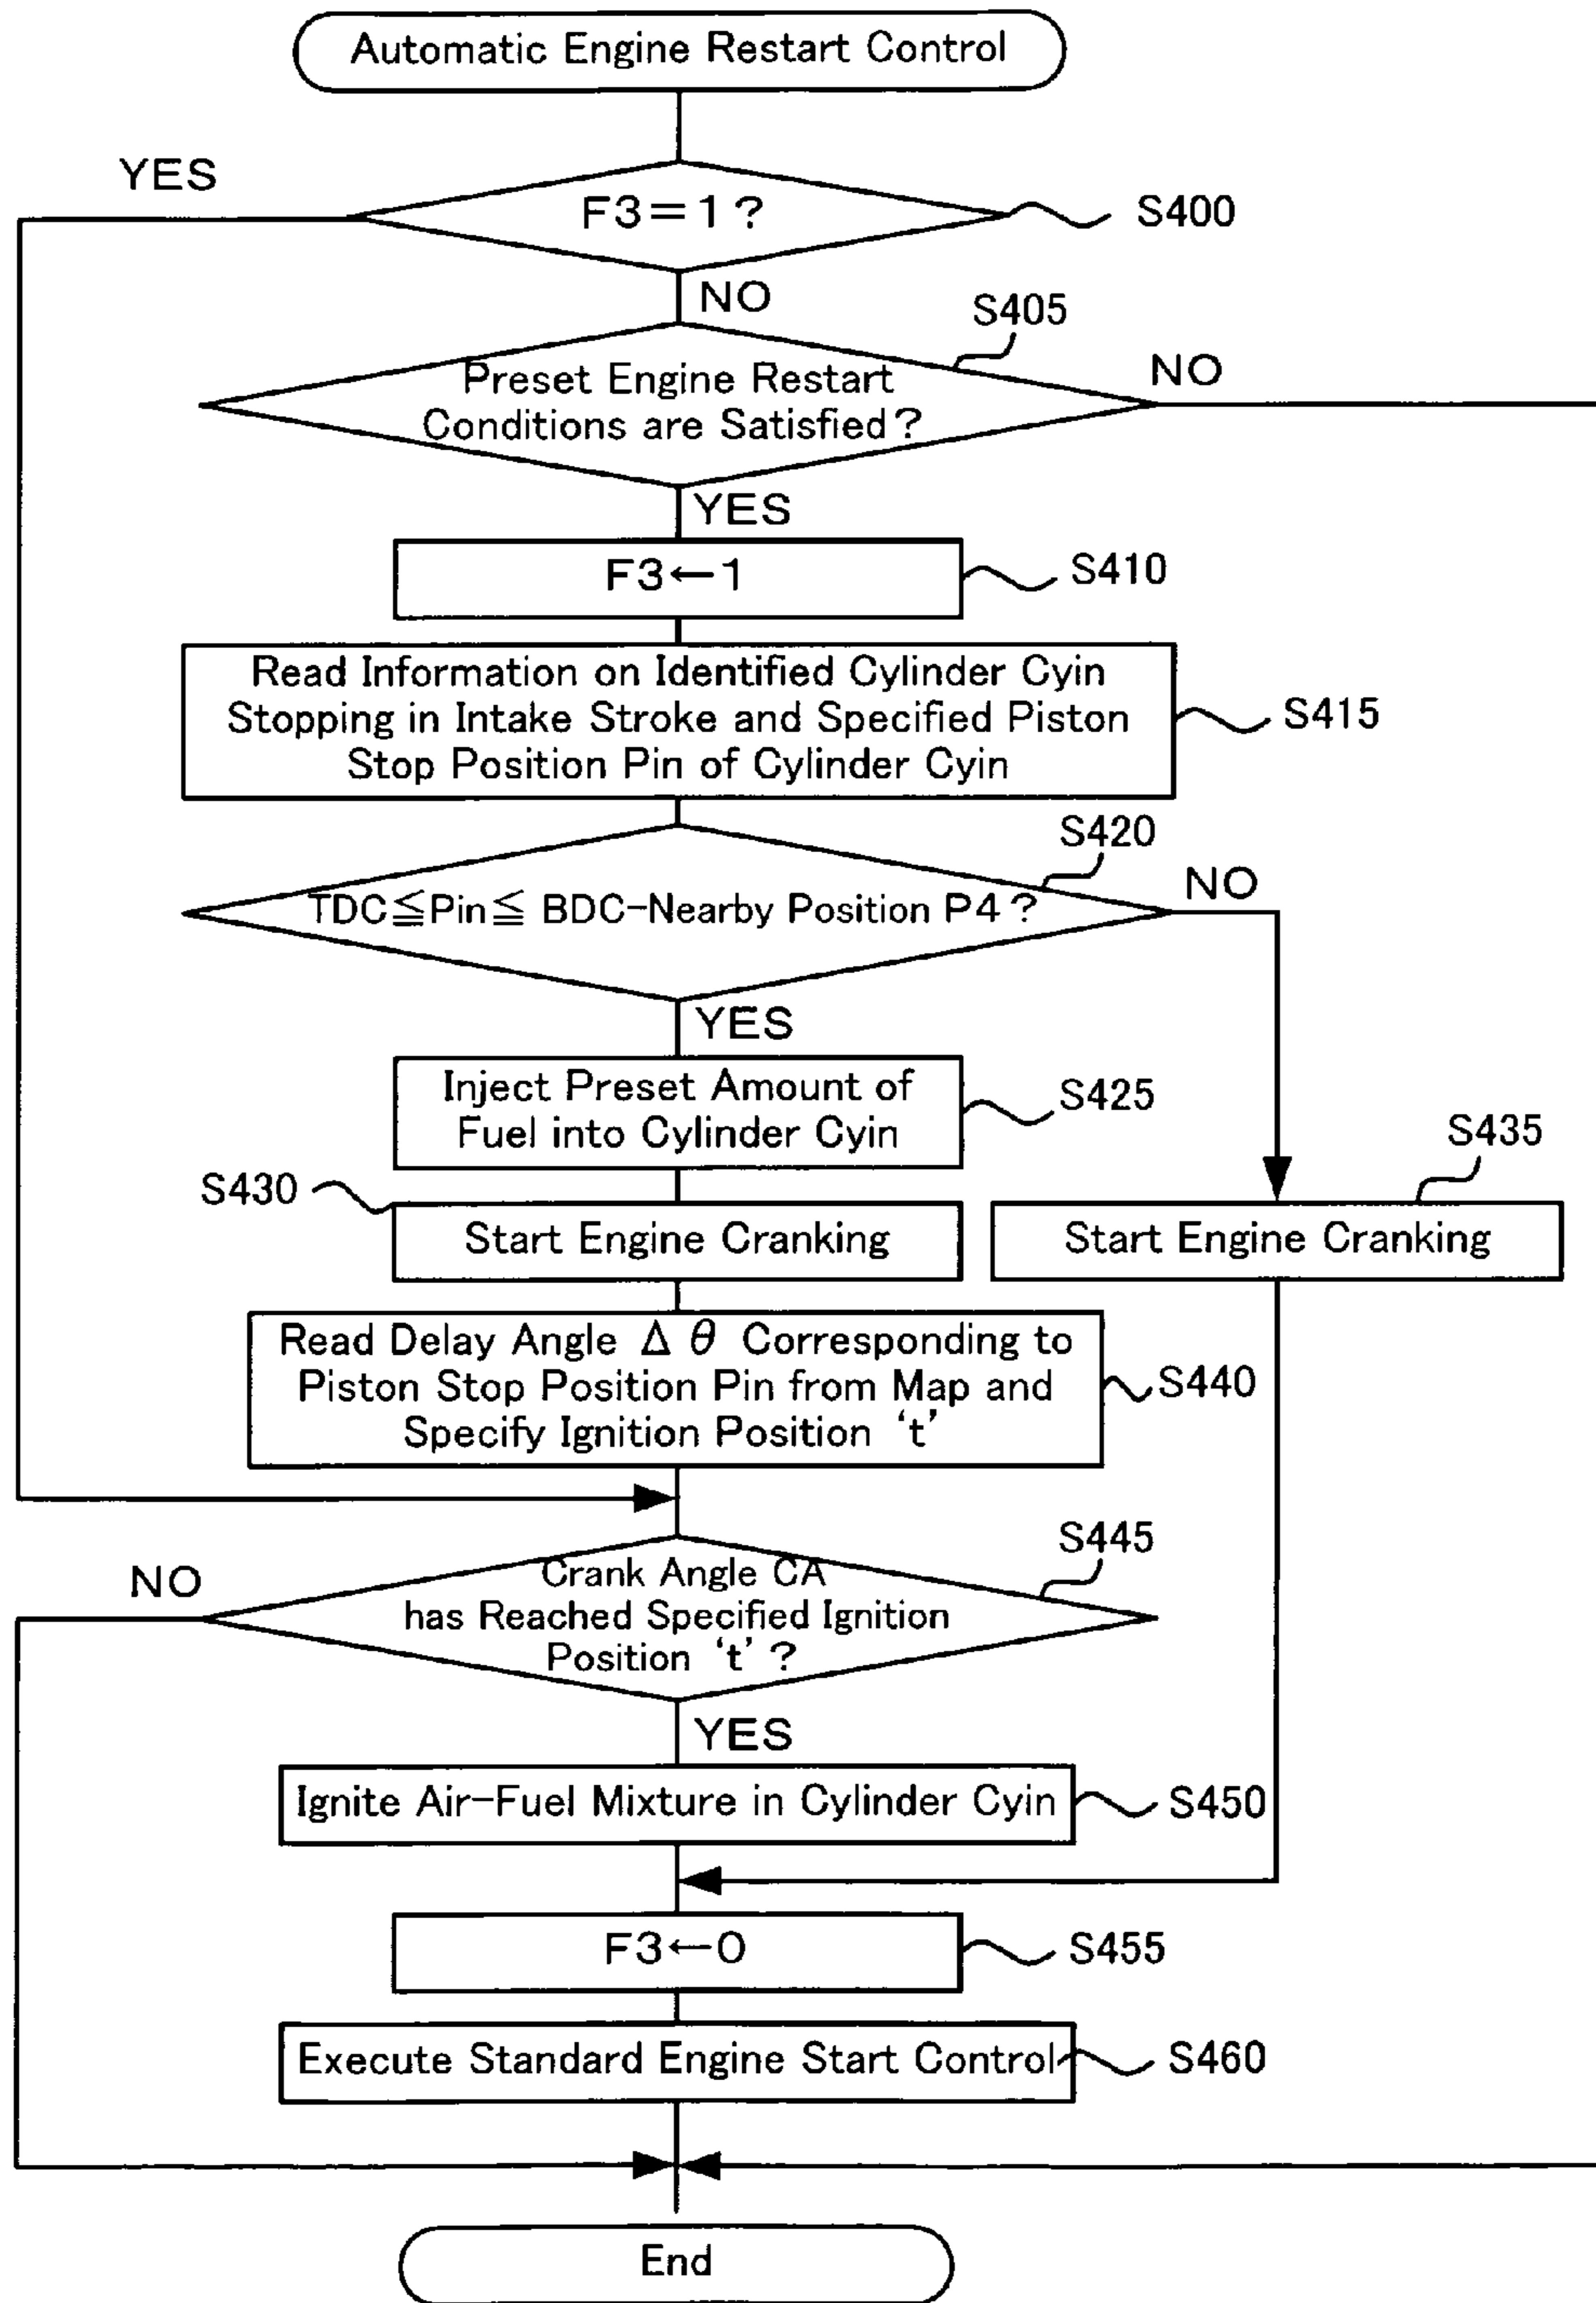 Automatic Engine Restart Control
YES
F3=1?
S400
NO
S405
Preset Engine Restart
Conditions are Satisfied?
NO
YES
F3←1
S410
Read Information on Identified Cylinder Cyin
Stopping in Intake Stroke and Specified Piston
Stop Position Pin of Cylinder Cyin
S415
S420
TDC≦Pin≦ BDC-Nearby Position P4?
NO
YES
Inject Preset Amount of
Fuel into Cylinder Cyin
S425
S435
S430
Start Engine Cranking
Start Engine Cranking
Read Delay Angle Δθ Corresponding to
Piston Stop Position Pin from Map and
Specify Ignition Position ‘t’
S440
S445
NO
Crank Angle CA
has Reached Specified Ignition
Position ‘t’?
YES
Ignite Air-Fuel Mixture in Cylinder Cyin
S450
F3←0
S455
Execute Standard Engine Start Control
S460
End